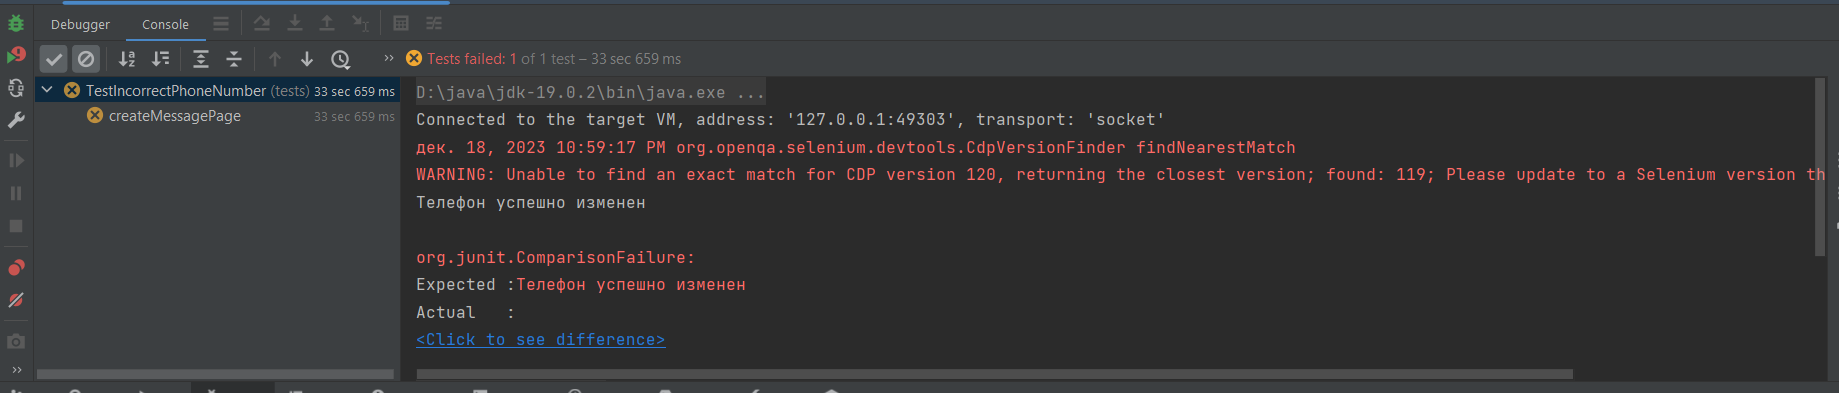 Debugger Console
Tests failed: 1 of 1 test – 33 sec 659 ms
TestIncorrectPhoneNumber (tests) 33 sec 659 ms
createMessagePage 33 sec 659 ms
D:\java\jdk-19.0.2\bin\java.exe ...
Connected to the target VM, address: '127.0.0.1:49303', transport: 'socket'
дек. 18, 2023 10:59:17 PM org.openqa.selenium.devtools.CdpVersionFinder findNearestMatch
WARNING: Unable to find an exact match for CDP version 120, returning the closest version; found: 119; Please update to a Selenium version th
Телефон успешно изменен
org.junit.ComparisonFailure:
Expected :Телефон успешно изменен
Actual   :
<Click to see difference>